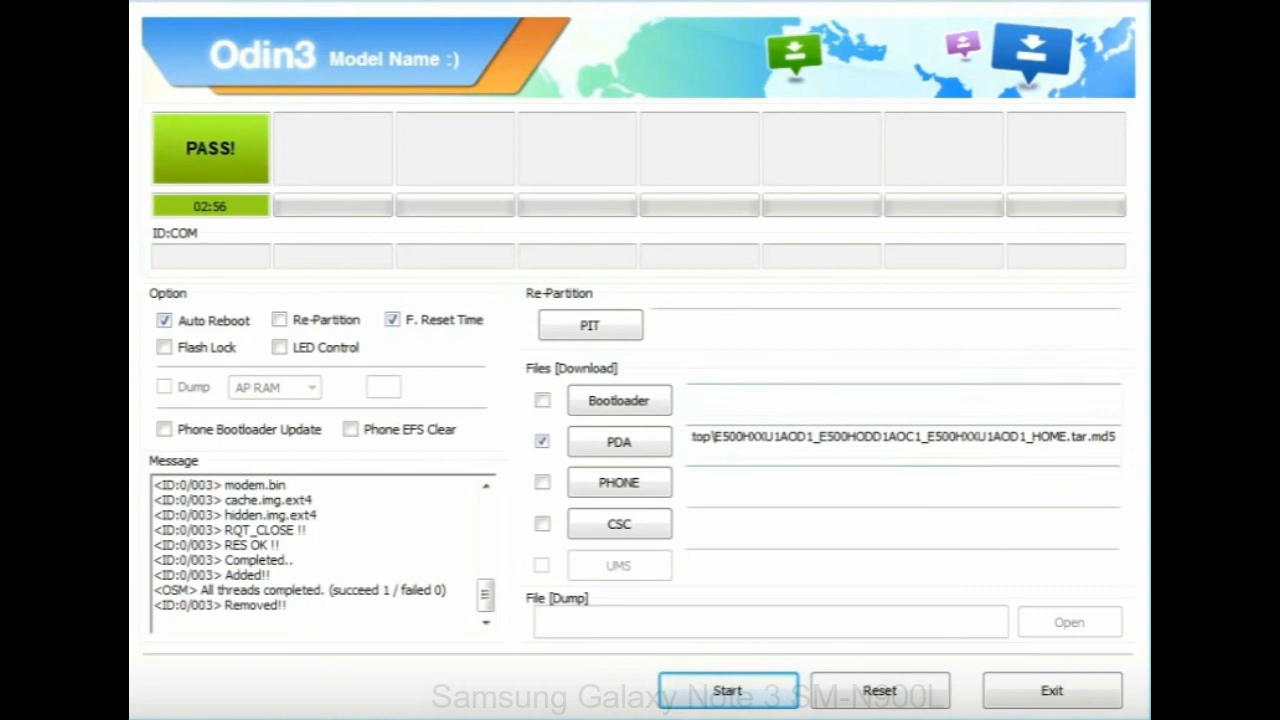 Odin3 Model Name :)
PASS!
02:56
ID:COM
Option
Auto Reboot Re-Partition F. Reset Time
Flash Lock LED Control
Dump AP RAM
Phone Bootloader Update Phone EFS Clear
Message
<ID:0/003> modem.bin
<ID:0/003> cache.img.ext4
<ID:0/003> hidden.img.ext4
<ID:0/003> RQT_CLOSE !!
<ID:0/003> RES OK !!
<ID:0/003> Completed..
<ID:0/003> Added!!
<OSM> All threads completed. (succeed 1 / failed 0)
<ID:0/003> Removed!!
Re-Partition
PIT
Files [Download]
Bootloader
PDA top\E500HXXU1AOD1_E500HODD1AOC1_E500HXXU1AOD1_HOME.tar.md5
PHONE
CSC
UMS
File [Dump]
Open
Start Reset Exit
Samsung Galaxy Note 3 SM-N900L